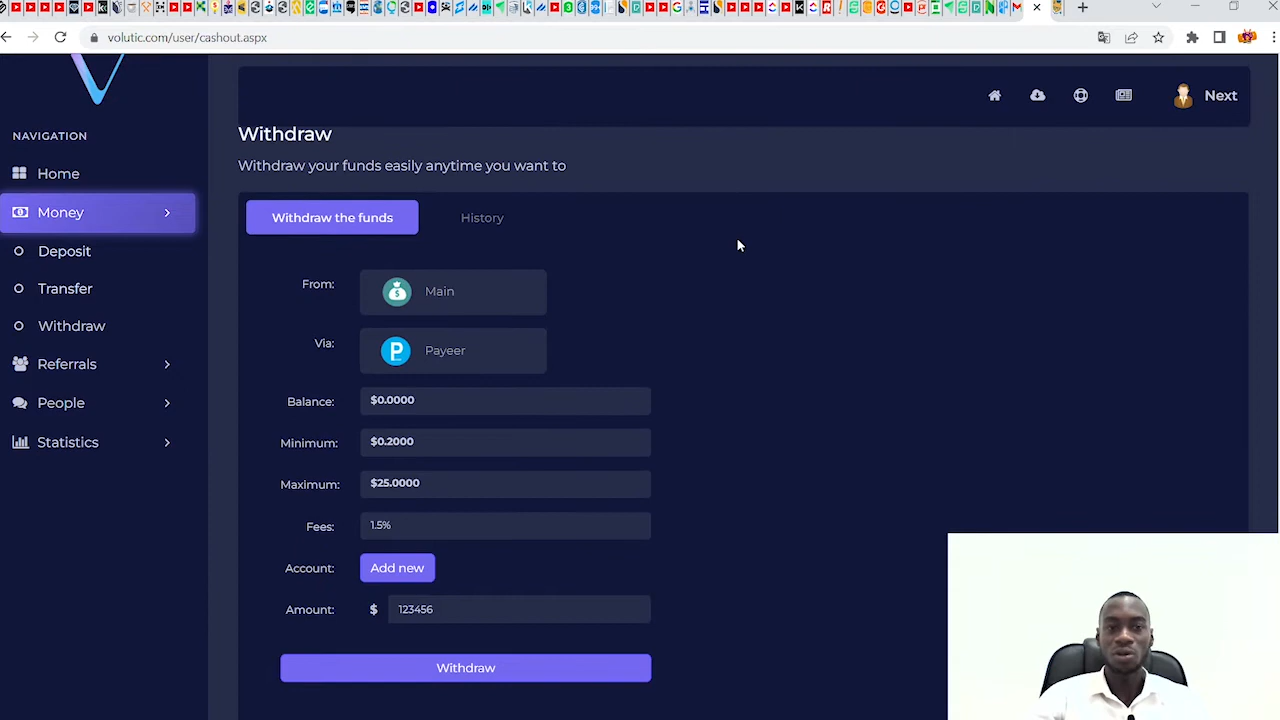 volutic.com/user/cashout.aspx
Next
NAVIGATION
Home
Money
Deposit
Transfer
Withdraw
Referrals
People
Statistics
Withdraw
Withdraw your funds easily anytime you want to
Withdraw the funds
History
From:
Main
Via:
Payeer
Balance:
$0.0000
Minimum:
$0.2000
Maximum:
$25.0000
Fees:
1.5%
Account:
Add new
Amount:
$
123456
Withdraw